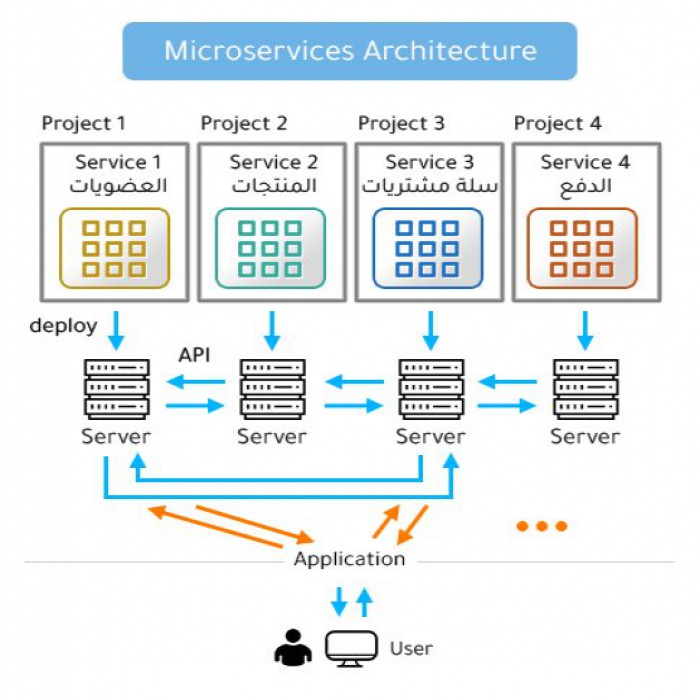 Microservices Architecture
Project 1
Project 2
Project 3
Project 4
Service 1
العضويات
Service 2
المنتجات
Service 3
سلة مشتريات
Service 4
الدفع
deploy
API
Server
Server
Server
Server
Application
User